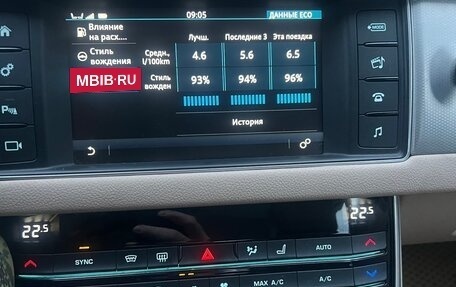 09:05
ДАННЫЕ ECO
Влияние
на расх....
Лучш. Последние 3 Эта поездка
Стиль
вождения
Средн.
l/100km
4.6 5.6 6.5
MBIB·RU
Стиль
вожден
93% 94% 96%
История
MENU
22.5 22.5
SYNC
AUTO
MAX A/C A/C